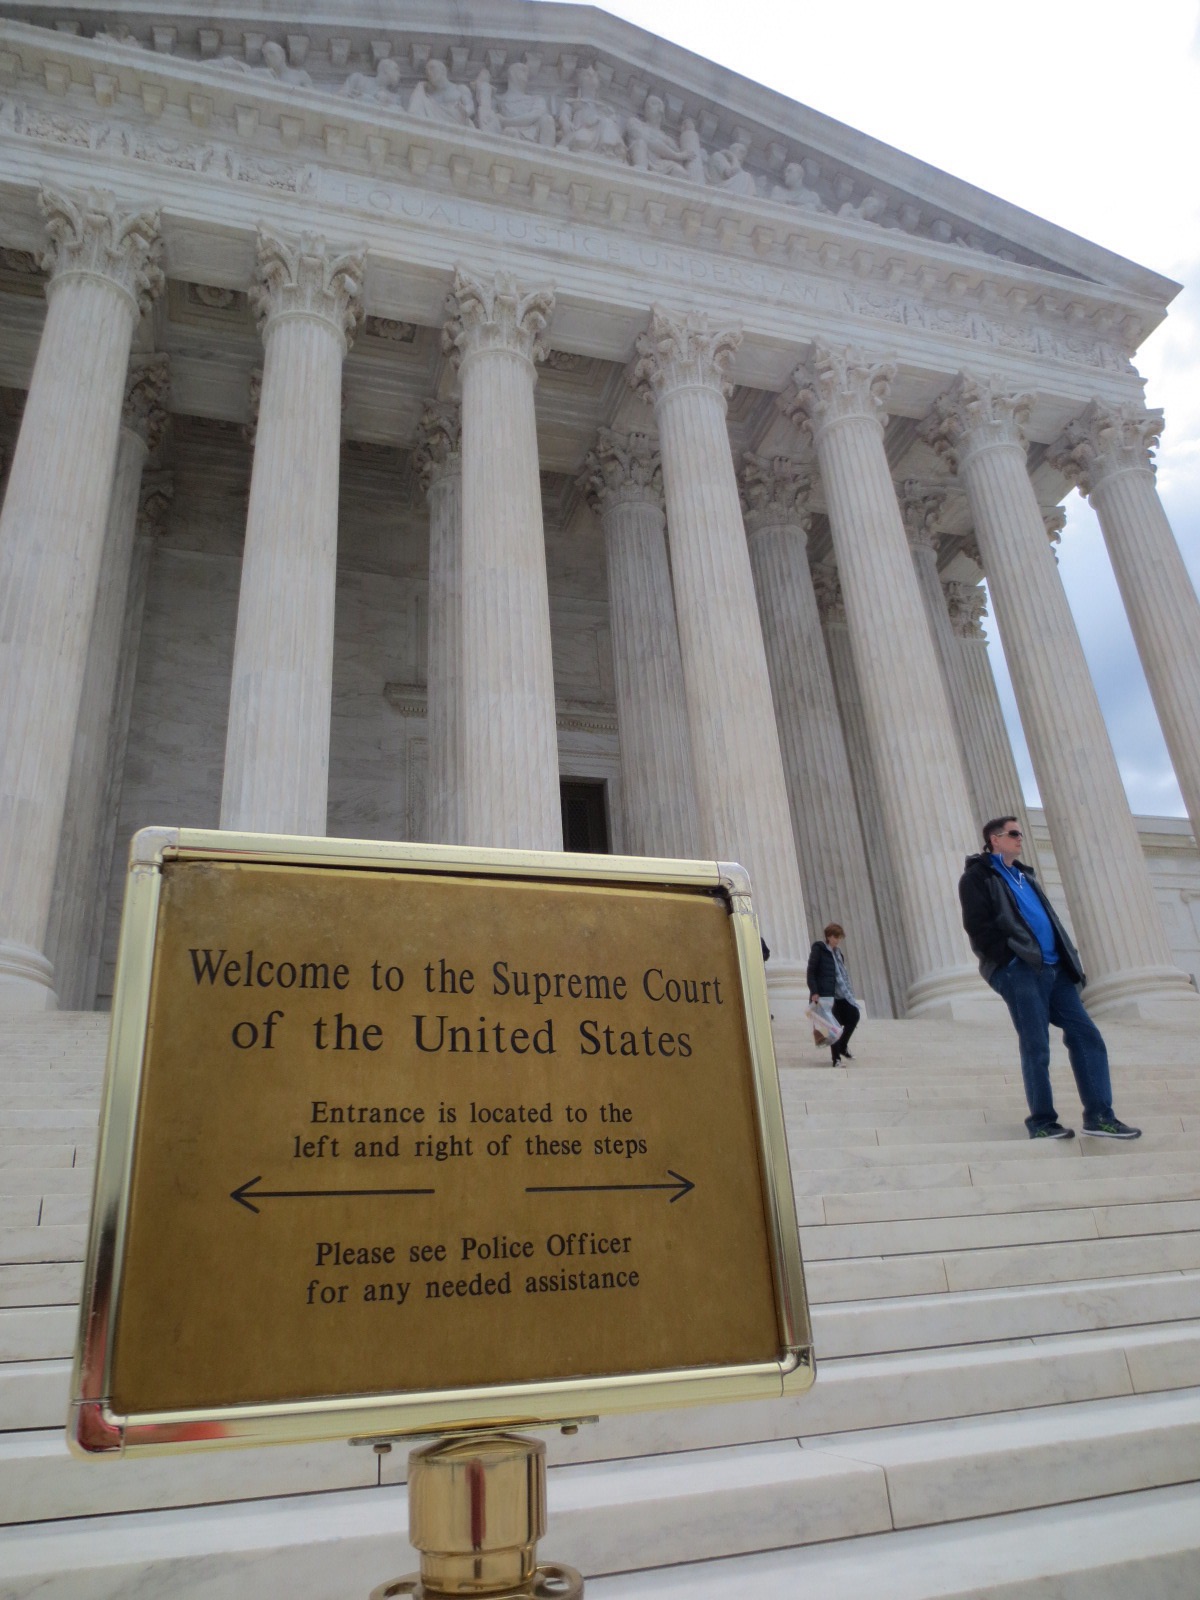 EQUAL JUSTICE UNDER LAW
Welcome to the Supreme Court
of the United States
Entrance is located to the
left and right of these steps
Please see Police Officer
for any needed assistance